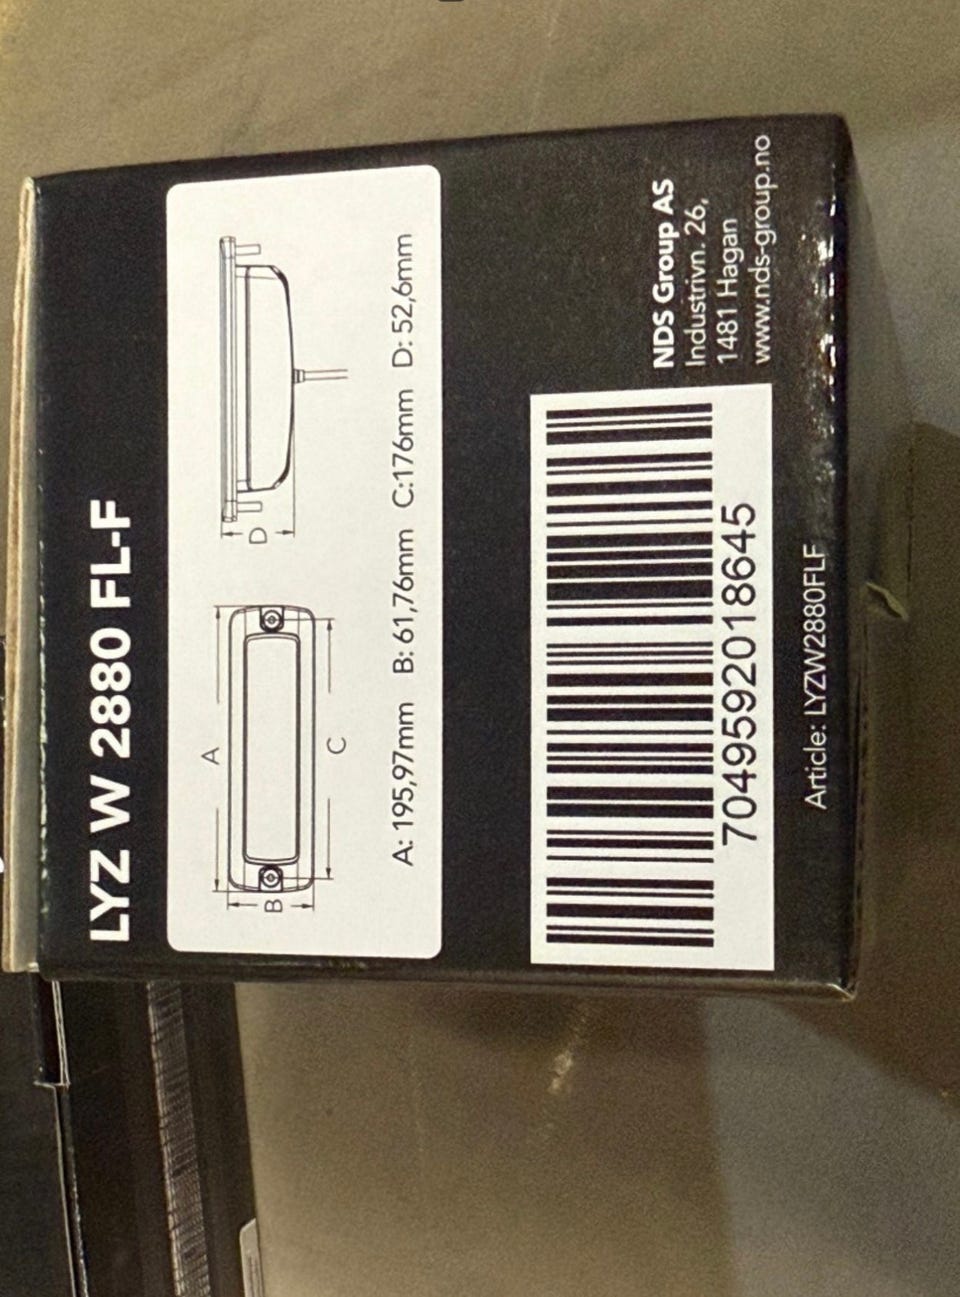 LYZ W 2880 FL-F
A
B
C
D
A: 195,97mm B: 61,76mm C:176mm D: 52,6mm
7049592018645
NDS Group AS
Industrivn. 26,
1481 Hagan
www.nds-group.no
Article: LYZW2880FLF